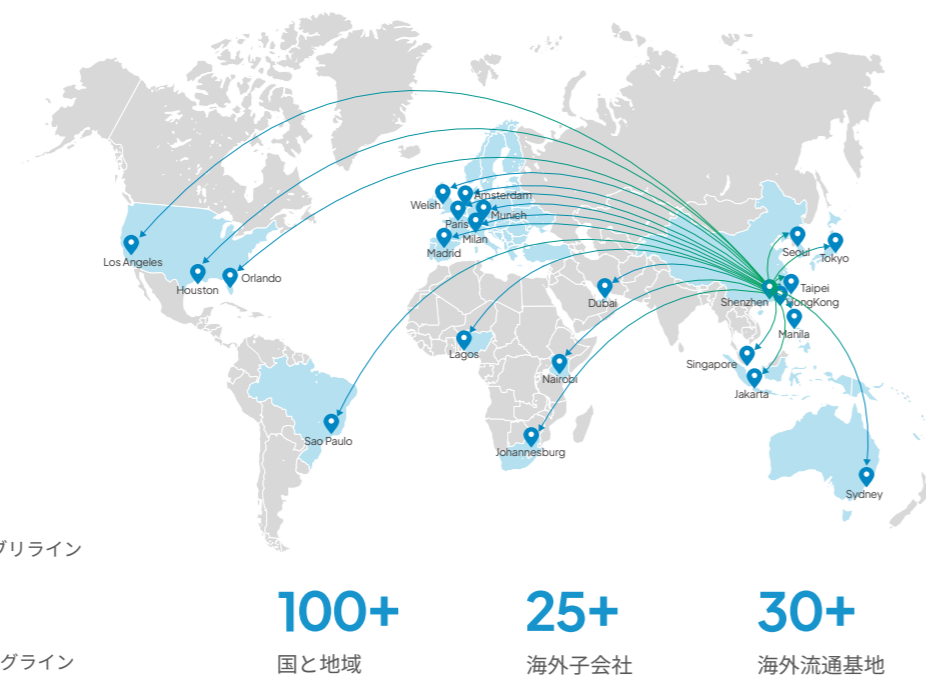 Amsterdam
Welsh
Munich
Paris
Milan
Madrid
Seoul
Tokyo
Los Angeles
Orlando
Houston
Dubai
Taipei
Shenzhen
HongKong
Manila
Lagos
Singapore
Nairobi
Jakarta
Sao Paulo
Johannesburg
Sydney
ブリライン
100+ 25+ 30+
グライン 国と地域 海外子会社 海外流通基地